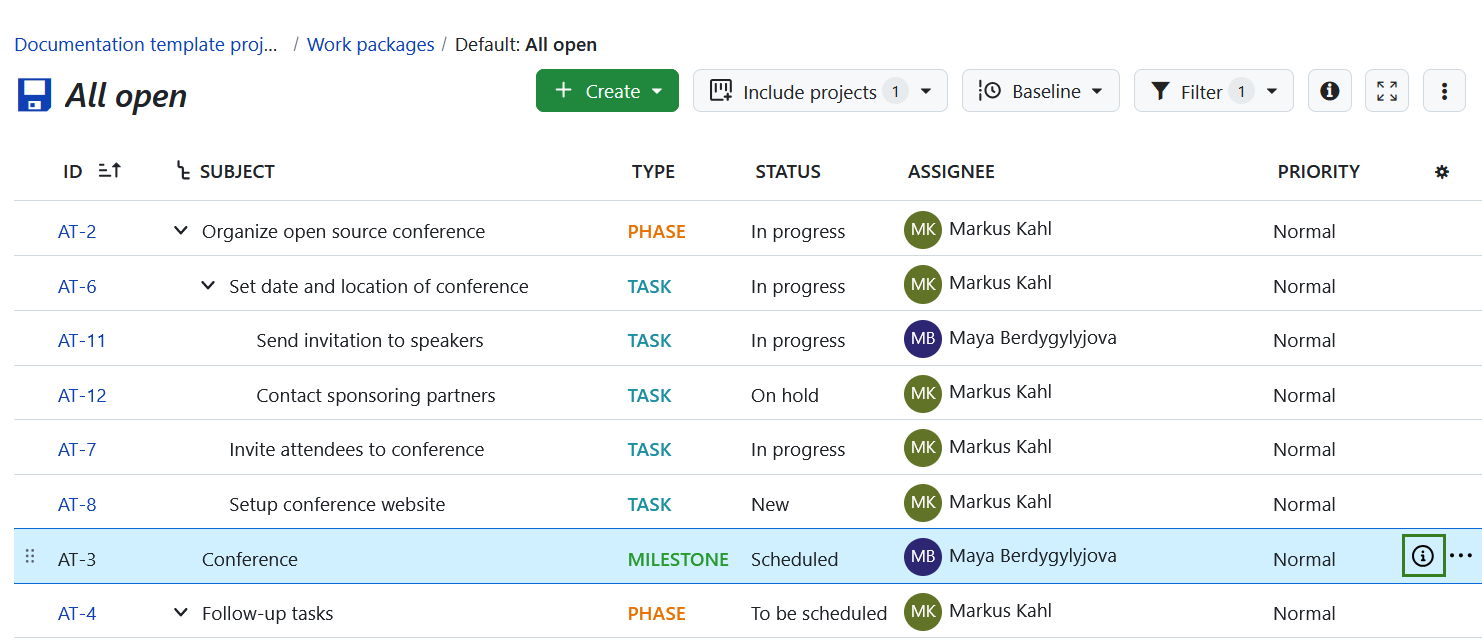 Documentation template proj... / Work packages / Default: All open
All open
+ Create Include projects 1 Baseline Filter 1
ID SUBJECT TYPE STATUS ASSIGNEE PRIORITY
AT-2 Organize open source conference PHASE In progress MK Markus Kahl Normal
AT-6 Set date and location of conference TASK In progress MK Markus Kahl Normal
AT-11 Send invitation to speakers TASK In progress MB Maya Berdygylyjova Normal
AT-12 Contact sponsoring partners TASK On hold MK Markus Kahl Normal
AT-7 Invite attendees to conference TASK In progress MK Markus Kahl Normal
AT-8 Setup conference website TASK New MK Markus Kahl Normal
AT-3 Conference MILESTONE Scheduled MB Maya Berdygylyjova Normal
AT-4 Follow-up tasks PHASE To be scheduled MK Markus Kahl Normal